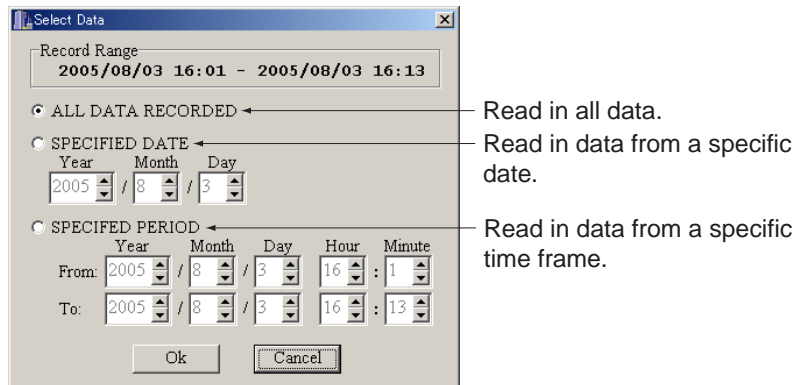 Select Data
Record Range
2005/08/03 16:01 - 2005/08/03 16:13
ALL DATA RECORDED
Read in all data.
SPECIFIED DATE
Read in data from a specific
date.
Year Month Day
2005 / 8 / 3
SPECIFED PERIOD
Read in data from a specific
time frame.
Year Month Day Hour Minute
From: 2005 / 8 / 3 16 : 1
To: 2005 / 8 / 3 16 : 13
Ok Cancel